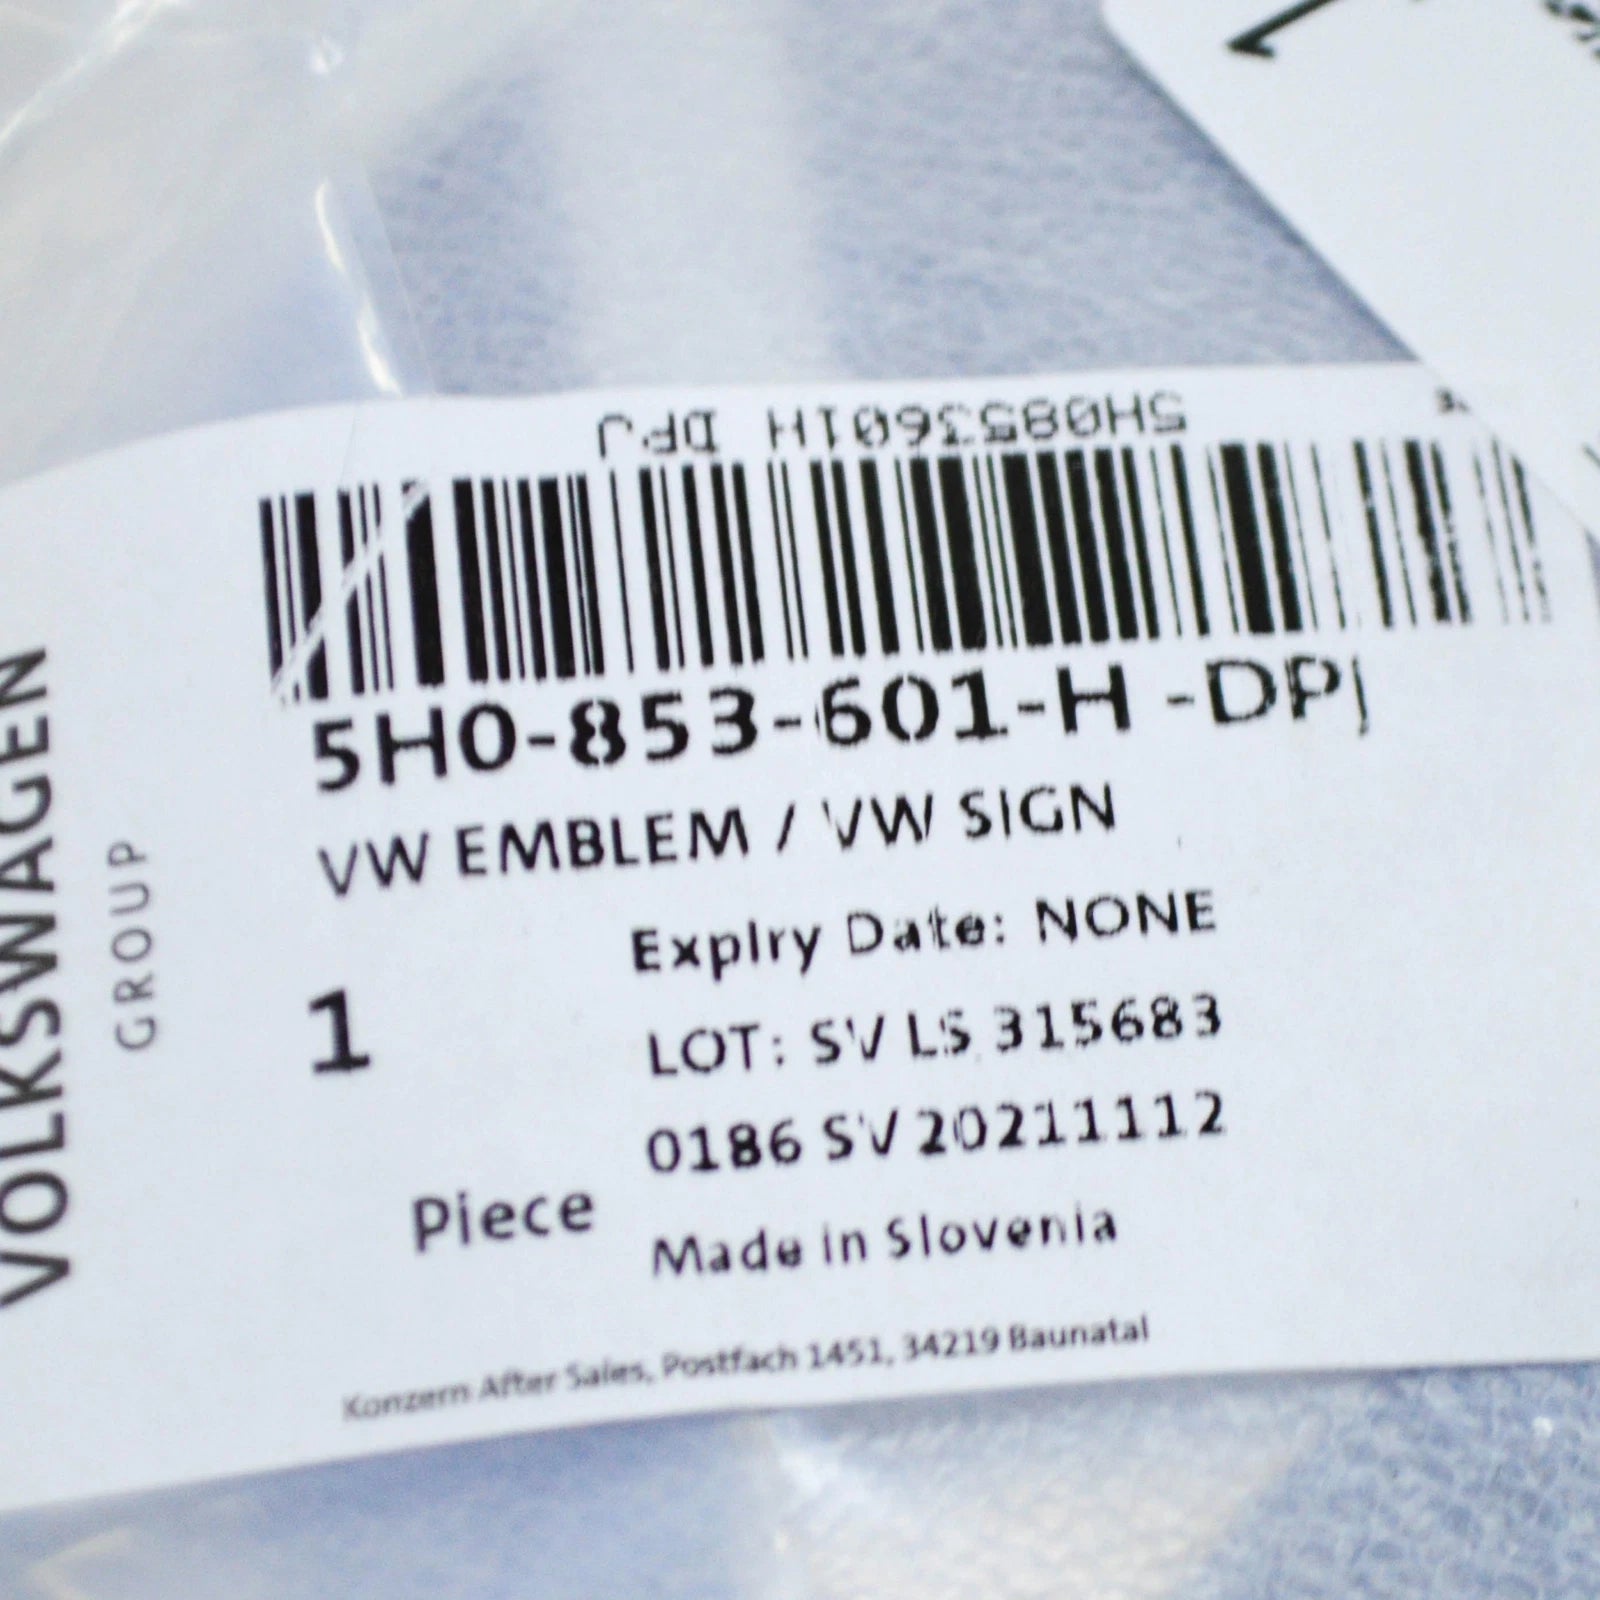 5H0853601H DPJ
5H0-853-601-H -DPJ
VW EMBLEM / VW SIGN
Expiry Date: NONE
LOT: SV LS 315683
1
0186 SV 20211112
Piece
Made in Slovenia
Konzern After Sales, Postfach 1451, 34219 Baunatal
VOLKSWAGEN
GROUP
1